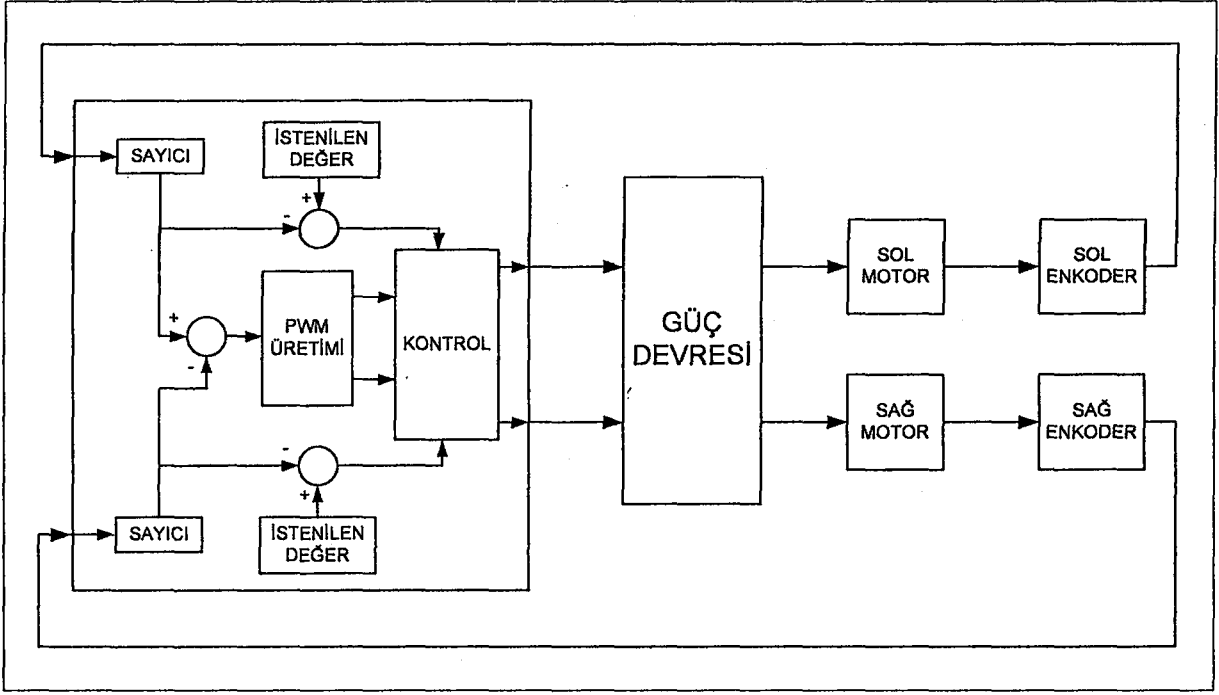 SAYICI
İSTENİLEN
DEĞER
+
-
+
-
PWM
ÜRETİMİ
KONTROL
-
+
SAYICI
İSTENİLEN
DEĞER
GÜÇ
DEVRESİ
SOL
MOTOR
SOL
ENKODER
SAĞ
MOTOR
SAĞ
ENKODER